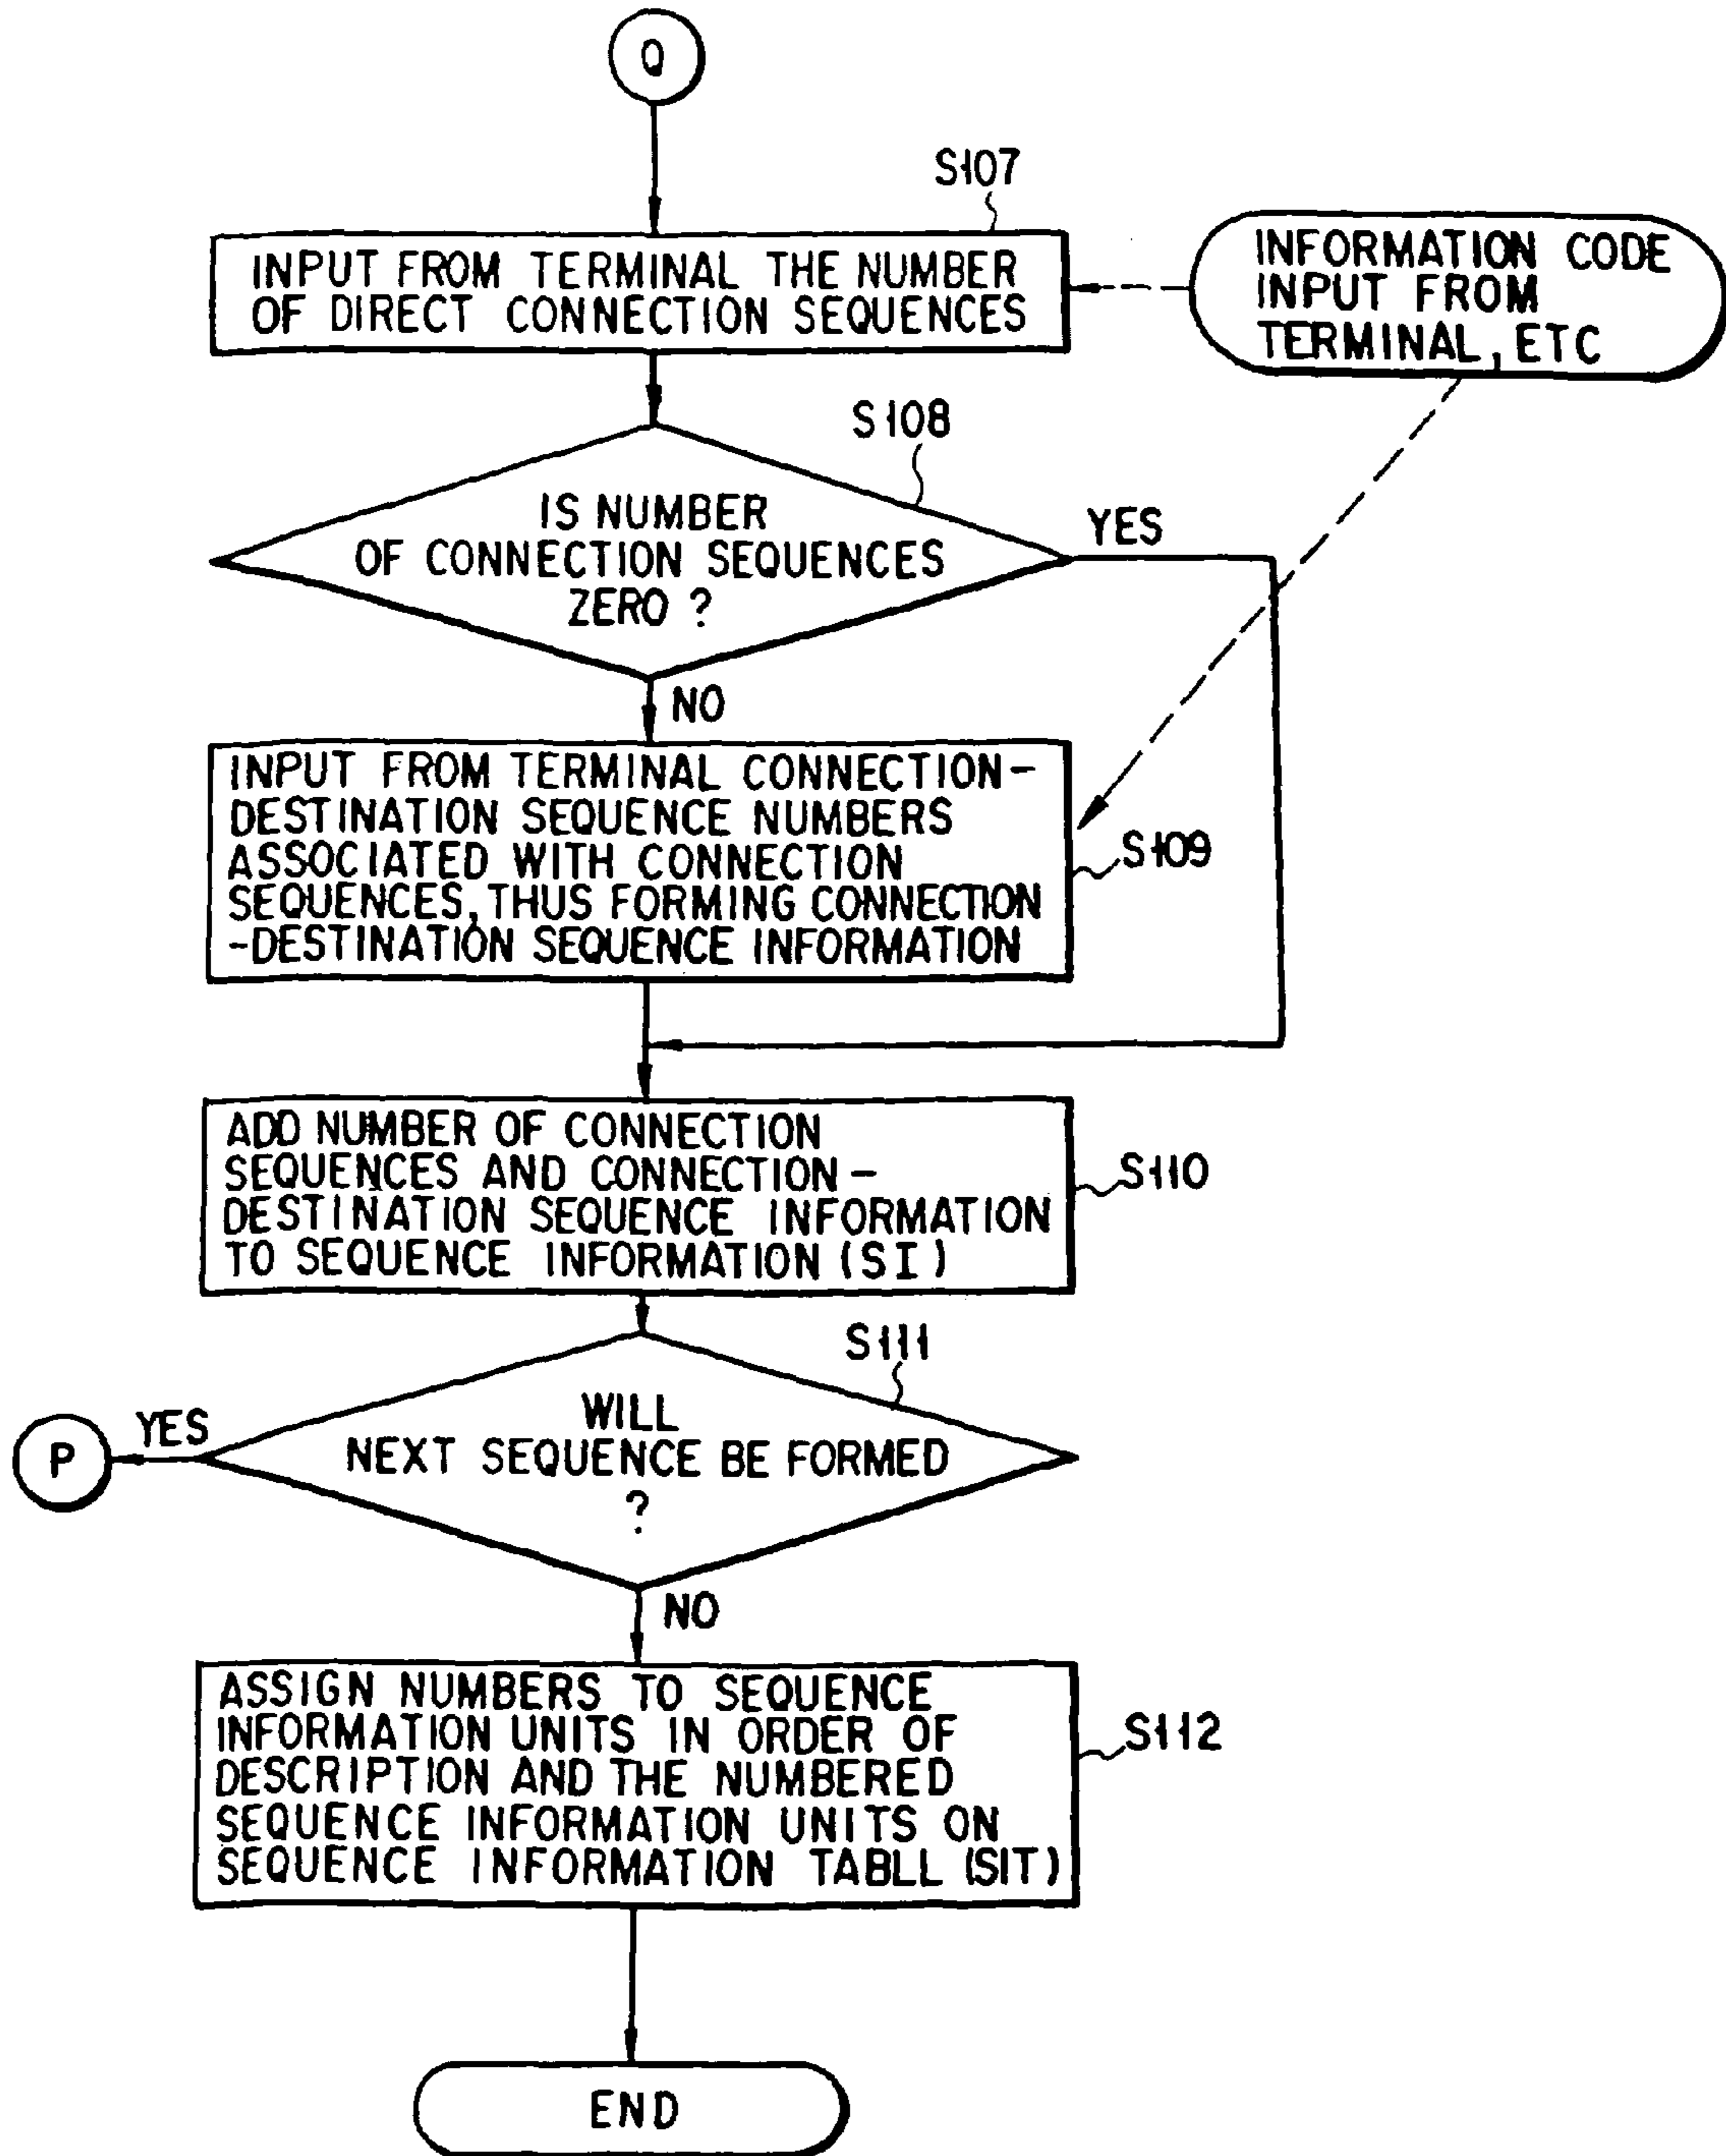 Q
S107
INPUT FROM TERMINAL THE NUMBER
OF DIRECT CONNECTION SEQUENCES
INFORMATION CODE
INPUT FROM
TERMINAL, ETC
S108
IS NUMBER
OF CONNECTION SEQUENCES
ZERO ?
YES
NO
INPUT FROM TERMINAL CONNECTION-
DESTINATION SEQUENCE NUMBERS
ASSOCIATED WITH CONNECTION
SEQUENCES, THUS FORMING CONNECTION
-DESTINATION SEQUENCE INFORMATION
S109
ADD NUMBER OF CONNECTION
SEQUENCES AND CONNECTION-
DESTINATION SEQUENCE INFORMATION
TO SEQUENCE INFORMATION (SI)
S110
S111
WILL
NEXT SEQUENCE BE FORMED
?
YES
P
NO
ASSIGN NUMBERS TO SEQUENCE
INFORMATION UNITS IN ORDER OF
DESCRIPTION AND THE NUMBERED
SEQUENCE INFORMATION UNITS ON
SEQUENCE INFORMATION TABLL (SIT)
S112
END